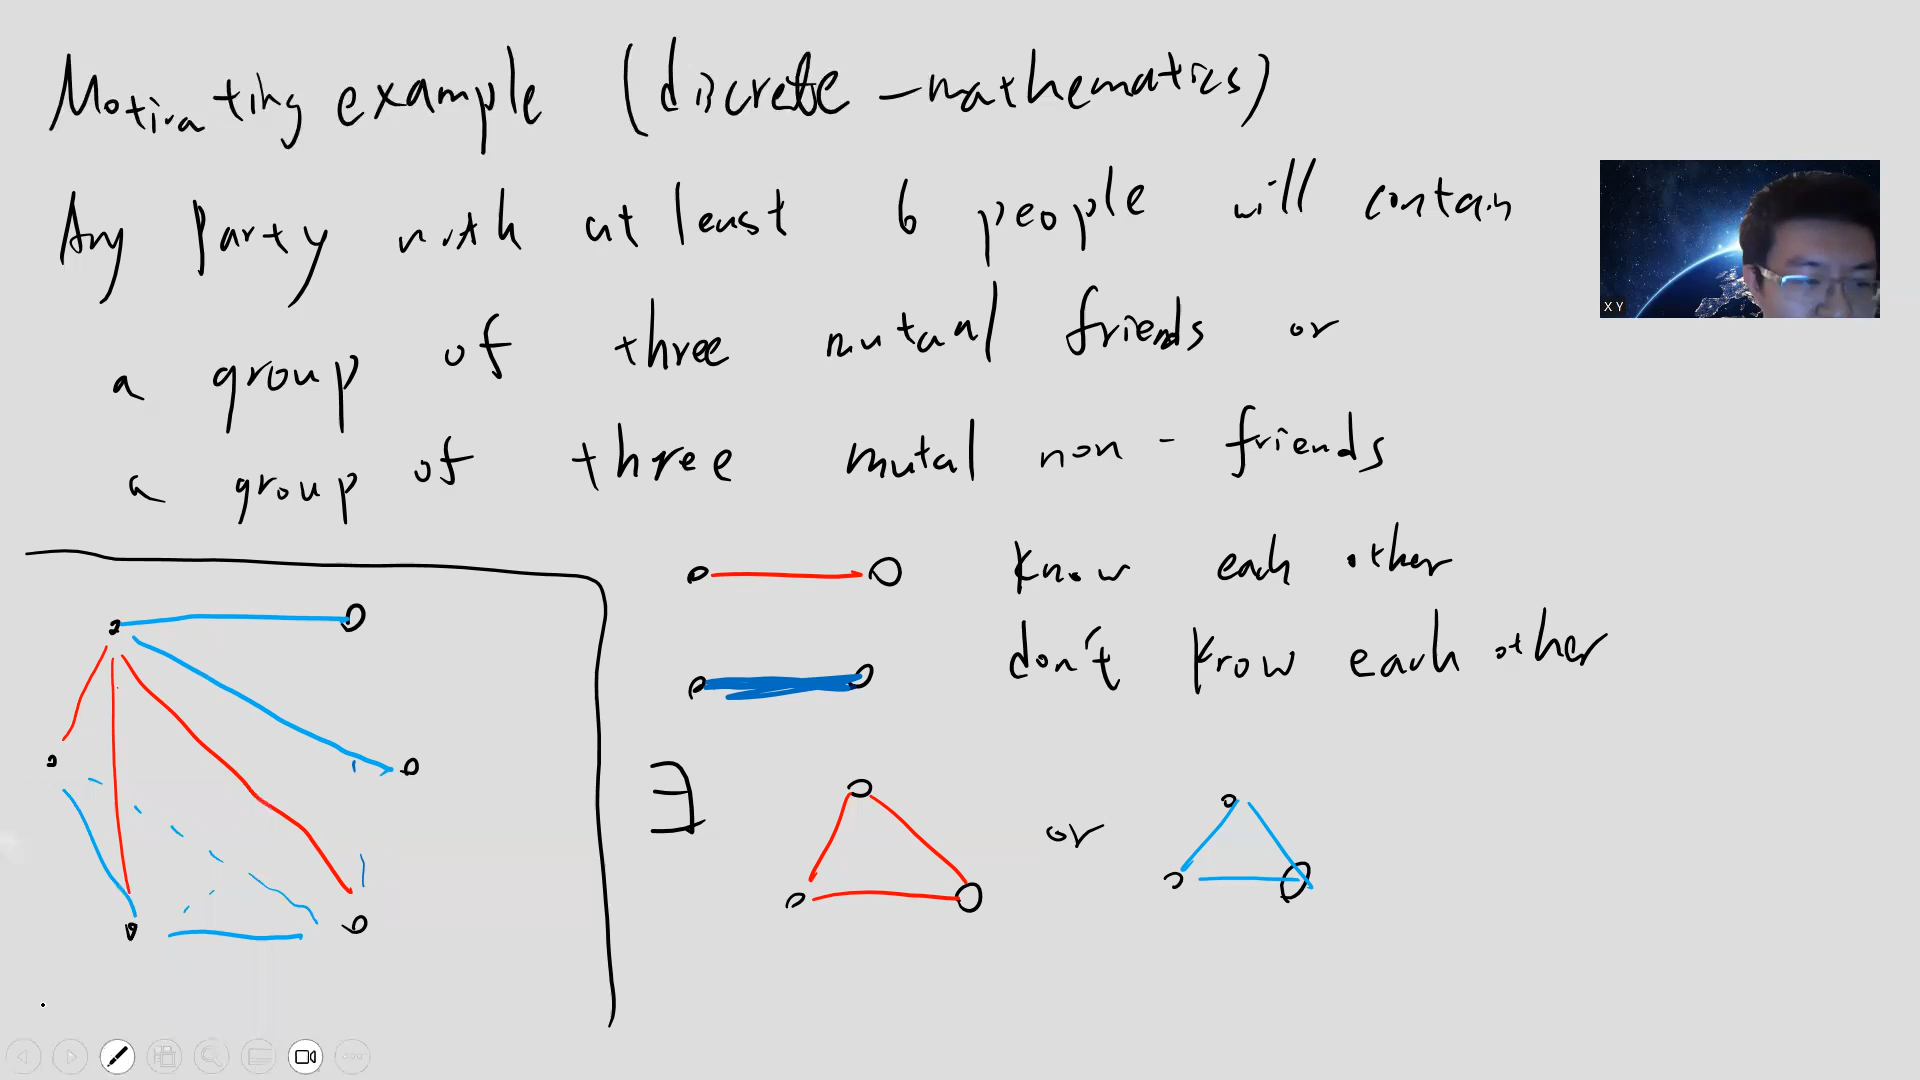 Motivating example (discrete - mathematics)
Any Party with at least 6 people will contain
a group of three mutual friends or
a group of three mutal non - friends
know each other
don't know each other
∃ or
X Y